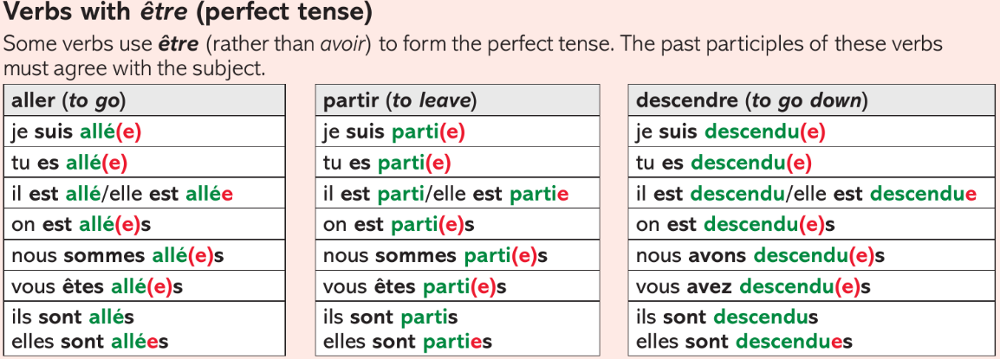 Verbs with être (perfect tense)
Some verbs use être (rather than avoir) to form the perfect tense. The past participles of these verbs
must agree with the subject.
aller (to go)
je suis allé(e)
tu es allé(e)
il est allé/elle est allée
on est allé(e)s
nous sommes allé(e)s
vous êtes allé(e)s
ils sont allés
elles sont allées
partir (to leave)
je suis parti(e)
tu es parti(e)
il est parti/elle est partie
on est parti(e)s
nous sommes parti(e)s
vous êtes parti(e)s
ils sont partis
elles sont parties
descendre (to go down)
je suis descendu(e)
tu es descendu(e)
il est descendu/elle est descendue
on est descendu(e)s
nous avons descendu(e)s
vous avez descendu(e)s
ils sont descendus
elles sont descendues